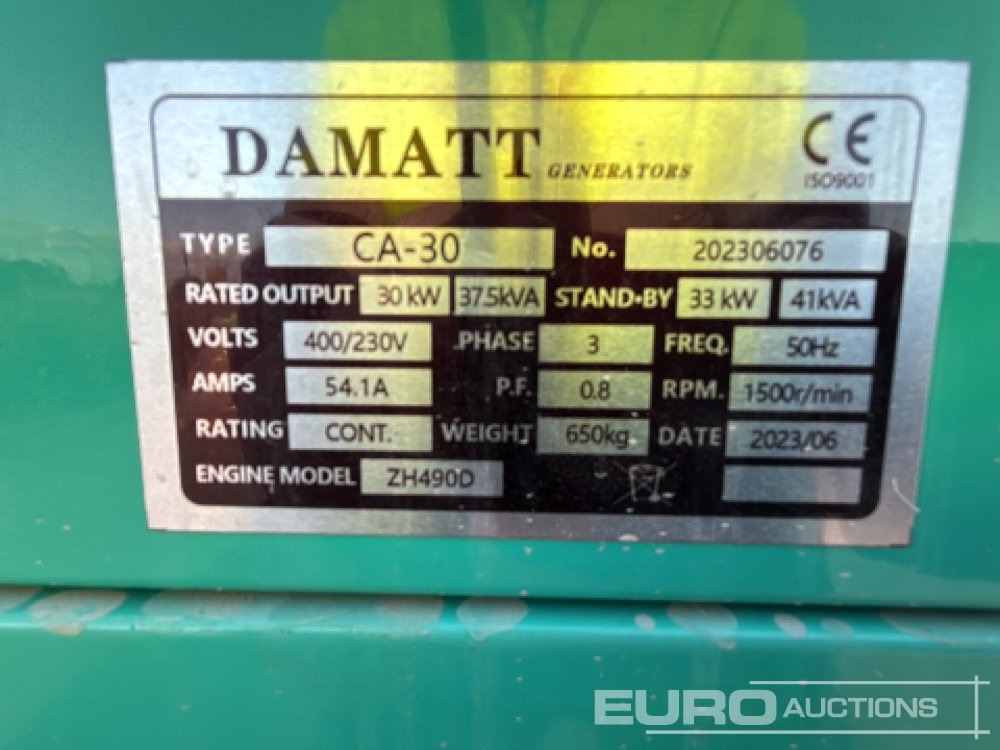 DAMATT GENERATORS CE
ISO9001
TYPE CA-30 No. 202306076
RATED OUTPUT 30 kW 37.5kVA STAND-BY 33 kW 41kVA
VOLTS 400/230V PHASE 3 FREQ. 50Hz
AMPS 54.1A P.F. 0.8 RPM. 1500r/min
RATING CONT. WEIGHT 650kg DATE 2023/06
ENGINE MODEL ZH490D
EURO AUCTIONS